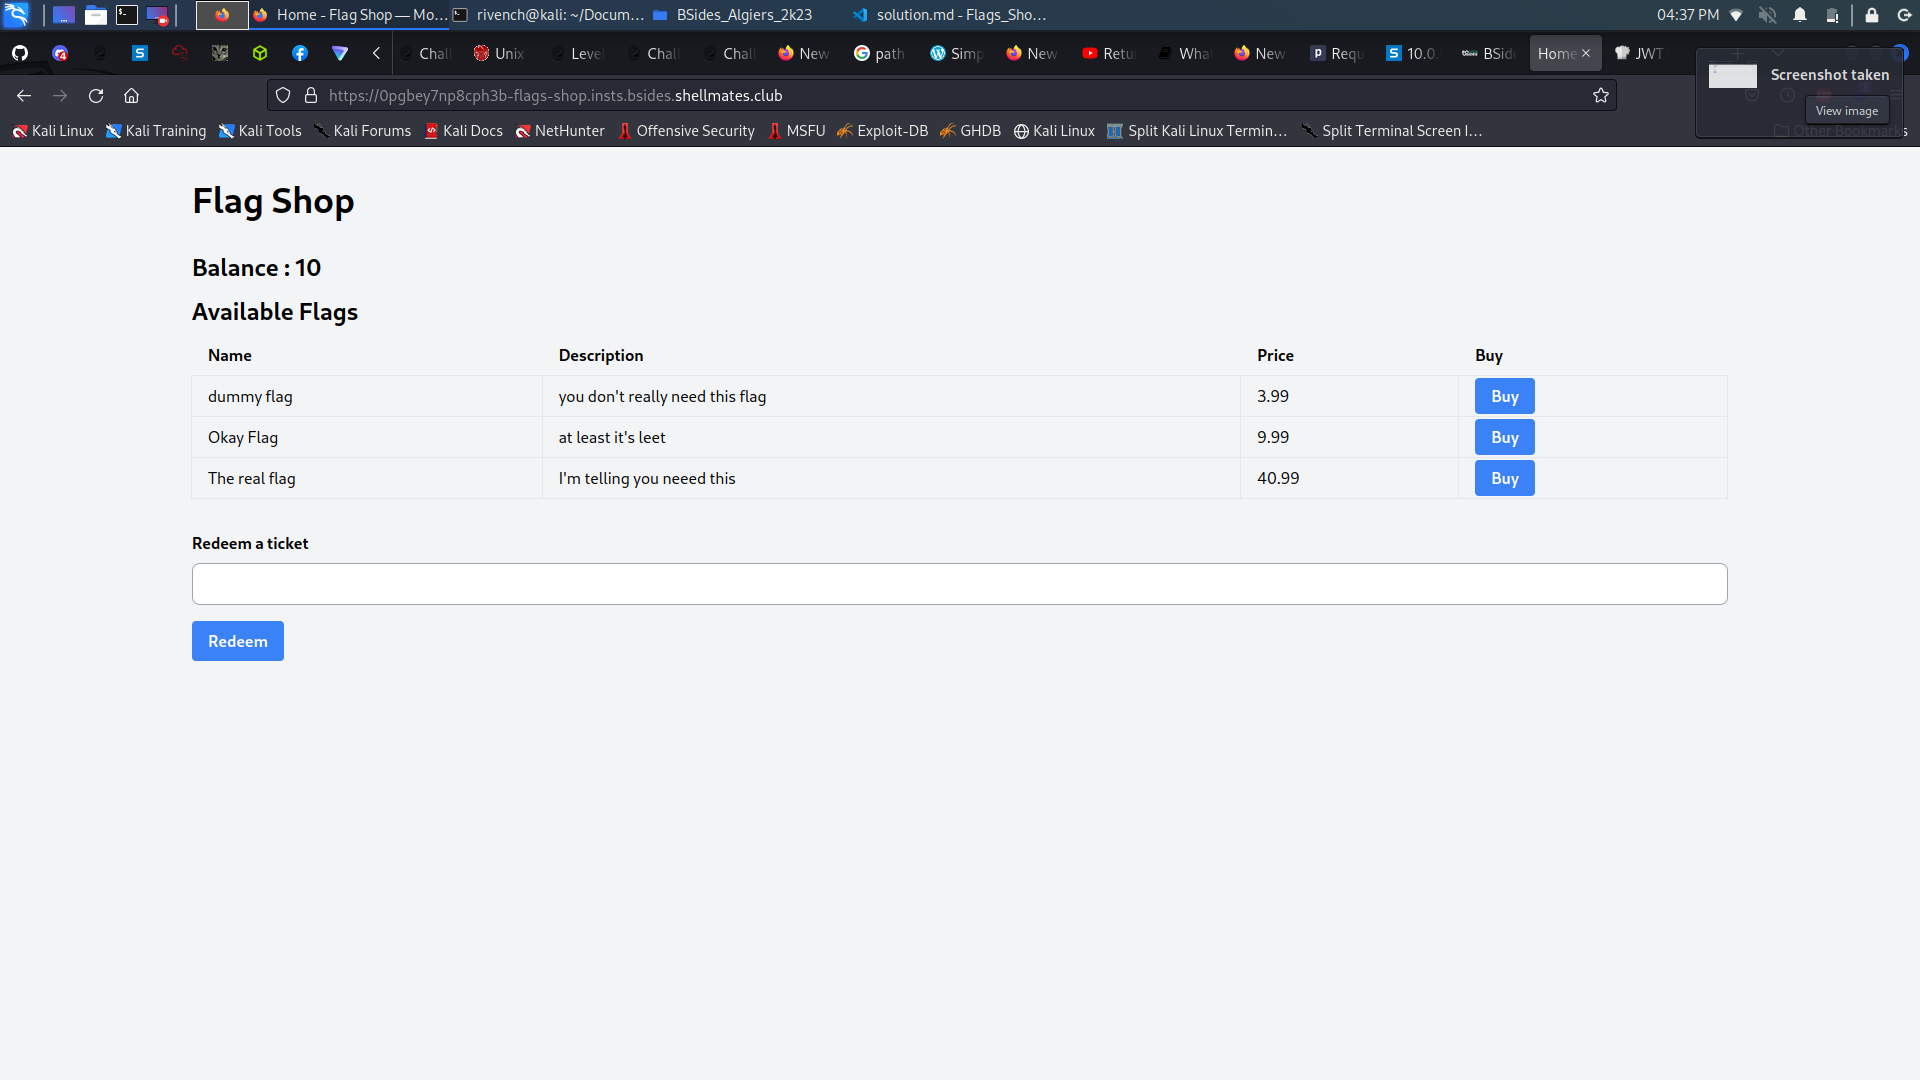 Home - Flag Shop — Mo... rivench@kali: ~/Docum... BSides_Algiers_2k23 solution.md - Flags_Sho... 04:37 PM
Chall Unix Level Chall Chall New path Simp New Retu What New Requ 10.0. BSid Home JWT
Screenshot taken
https://0pgbey7np8cph3b-flags-shop.insts.bsides.shellmates.club
View image
Kali Linux Kali Training Kali Tools Kali Forums Kali Docs NetHunter Offensive Security MSFU Exploit-DB GHDB Kali Linux Split Kali Linux Termin... Split Terminal Screen I... Other Bookmarks
Flag Shop
Balance : 10
Available Flags
Name Description Price Buy
dummy flag you don't really need this flag 3.99 Buy
Okay Flag at least it's leet 9.99 Buy
The real flag I'm telling you neeed this 40.99 Buy
Redeem a ticket
Redeem